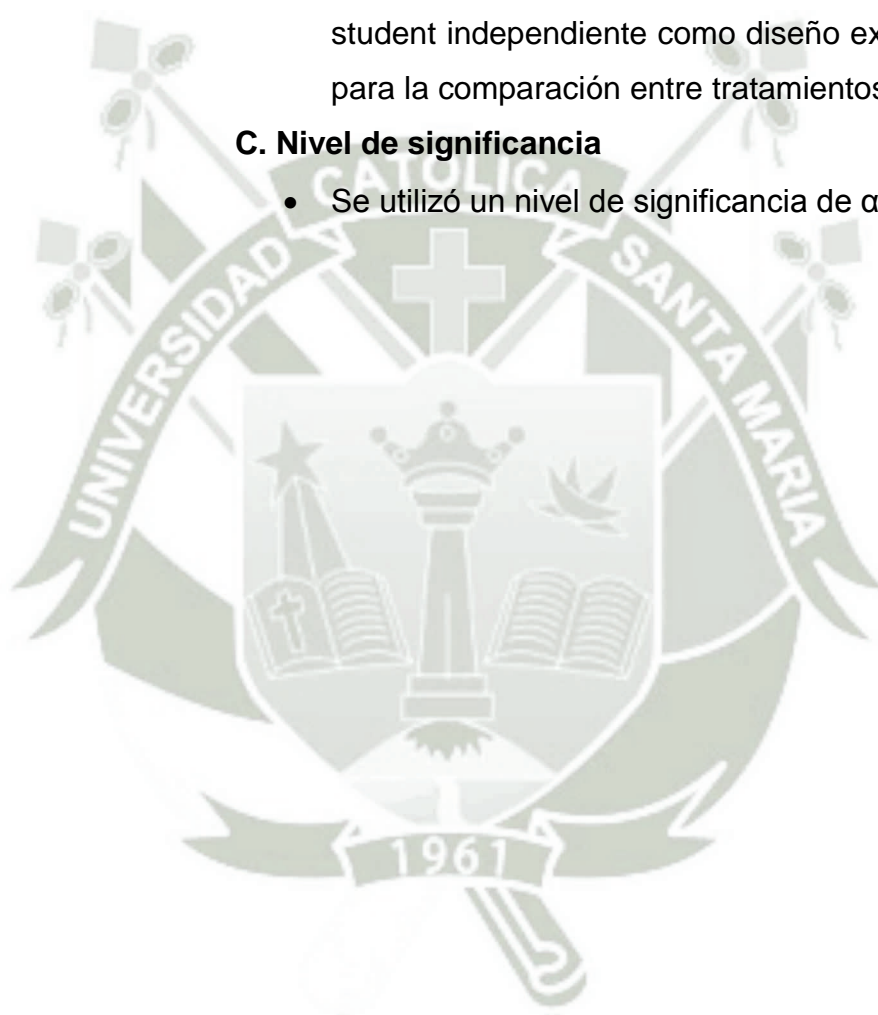 student independiente como diseño ex
para la comparación entre tratamientos
C. Nivel de significancia
• Se utilizó un nivel de significancia de α
CATOLICA
UNIVERSIDAD
SANTA MARIA
1961